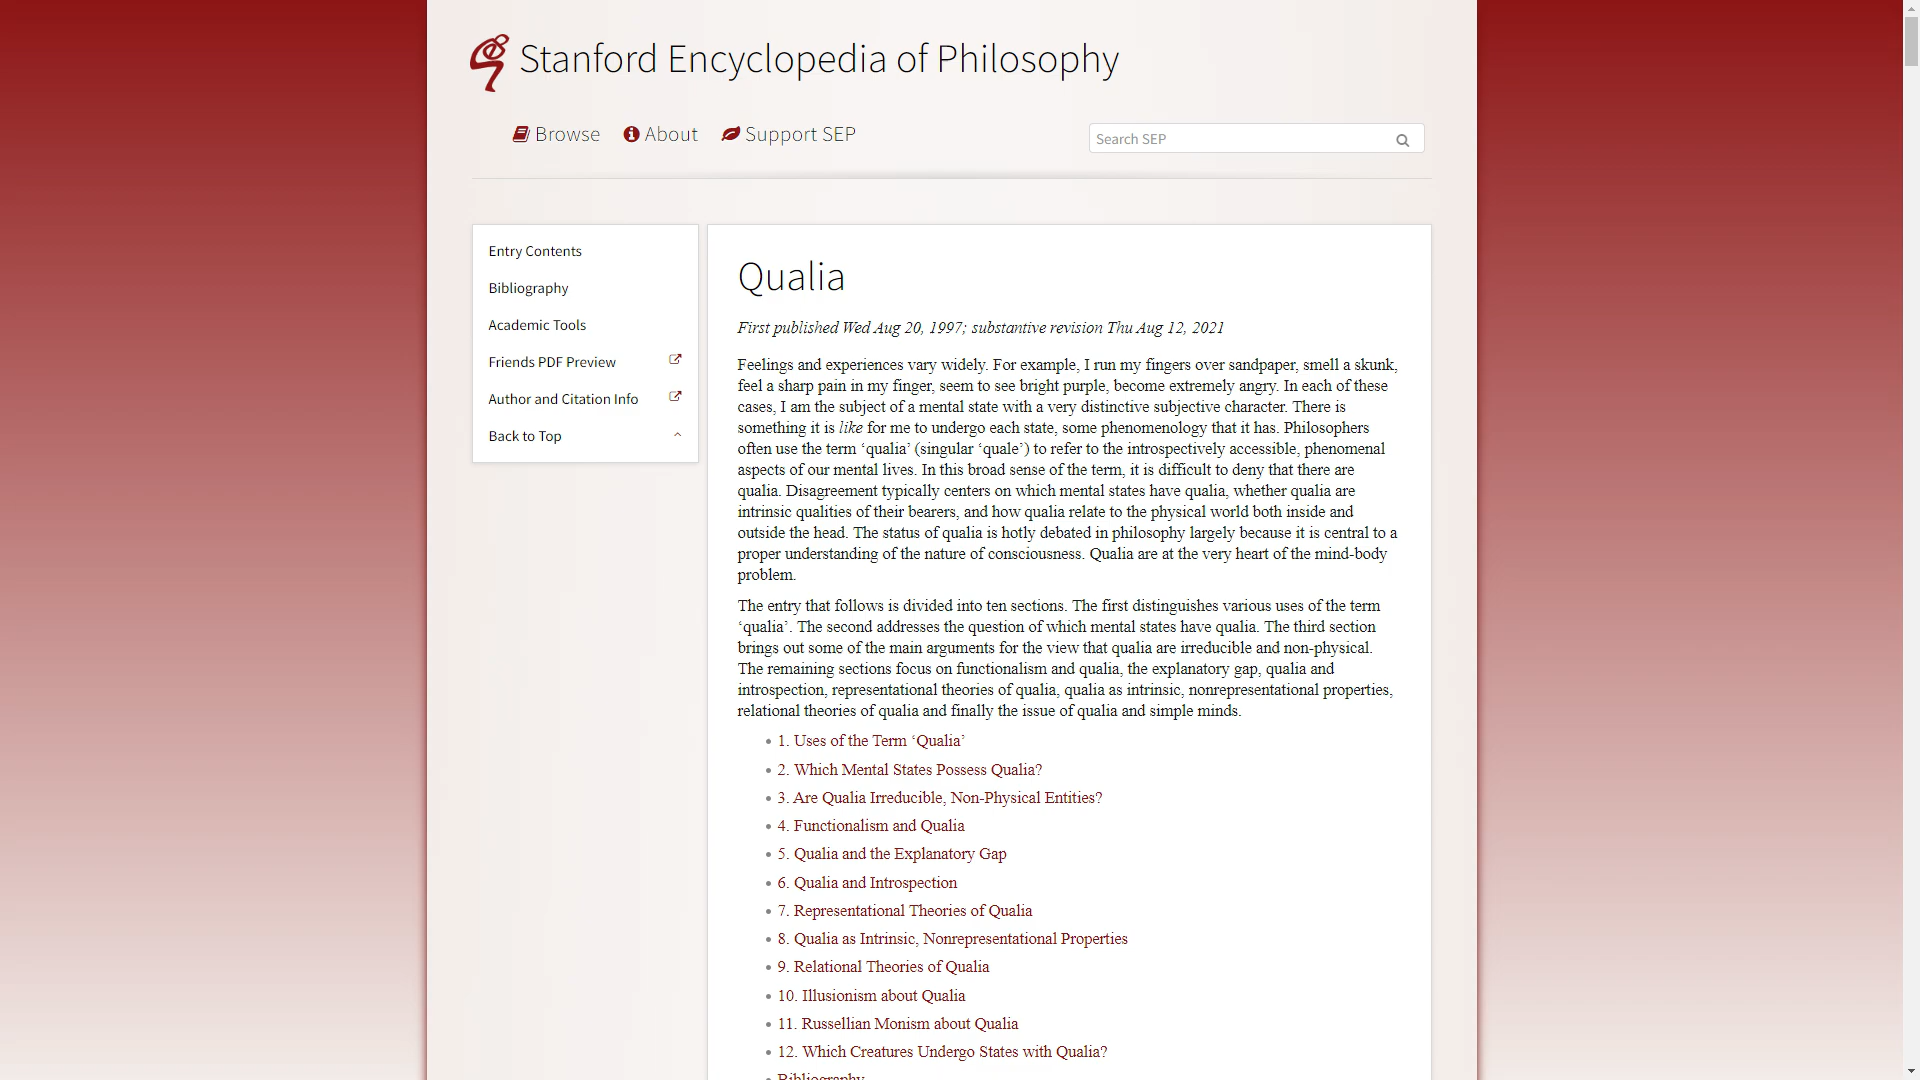 Stanford Encyclopedia of Philosophy
Browse About Support SEP
Search SEP
Entry Contents
Bibliography
Academic Tools
Friends PDF Preview
Author and Citation Info
Back to Top
Qualia
First published Wed Aug 20, 1997; substantive revision Thu Aug 12, 2021
Feelings and experiences vary widely. For example, I run my fingers over sandpaper, smell a skunk,
feel a sharp pain in my finger, seem to see bright purple, become extremely angry. In each of these
cases, I am the subject of a mental state with a very distinctive subjective character. There is
something it is like for me to undergo each state, some phenomenology that it has. Philosophers
often use the term ‘qualia’ (singular ‘quale’) to refer to the introspectively accessible, phenomenal
aspects of our mental lives. In this broad sense of the term, it is difficult to deny that there are
qualia. Disagreement typically centers on which mental states have qualia, whether qualia are
intrinsic qualities of their bearers, and how qualia relate to the physical world both inside and
outside the head. The status of qualia is hotly debated in philosophy largely because it is central to a
proper understanding of the nature of consciousness. Qualia are at the very heart of the mind-body
problem.
The entry that follows is divided into ten sections. The first distinguishes various uses of the term
‘qualia’. The second addresses the question of which mental states have qualia. The third section
brings out some of the main arguments for the view that qualia are irreducible and non-physical.
The remaining sections focus on functionalism and qualia, the explanatory gap, qualia and
introspection, representational theories of qualia, qualia as intrinsic, nonrepresentational properties,
relational theories of qualia and finally the issue of qualia and simple minds.
• 1. Uses of the Term ‘Qualia’
• 2. Which Mental States Possess Qualia?
• 3. Are Qualia Irreducible, Non-Physical Entities?
• 4. Functionalism and Qualia
• 5. Qualia and the Explanatory Gap
• 6. Qualia and Introspection
• 7. Representational Theories of Qualia
• 8. Qualia as Intrinsic, Nonrepresentational Properties
• 9. Relational Theories of Qualia
• 10. Illusionism about Qualia
• 11. Russellian Monism about Qualia
• 12. Which Creatures Undergo States with Qualia?
• Bibliography